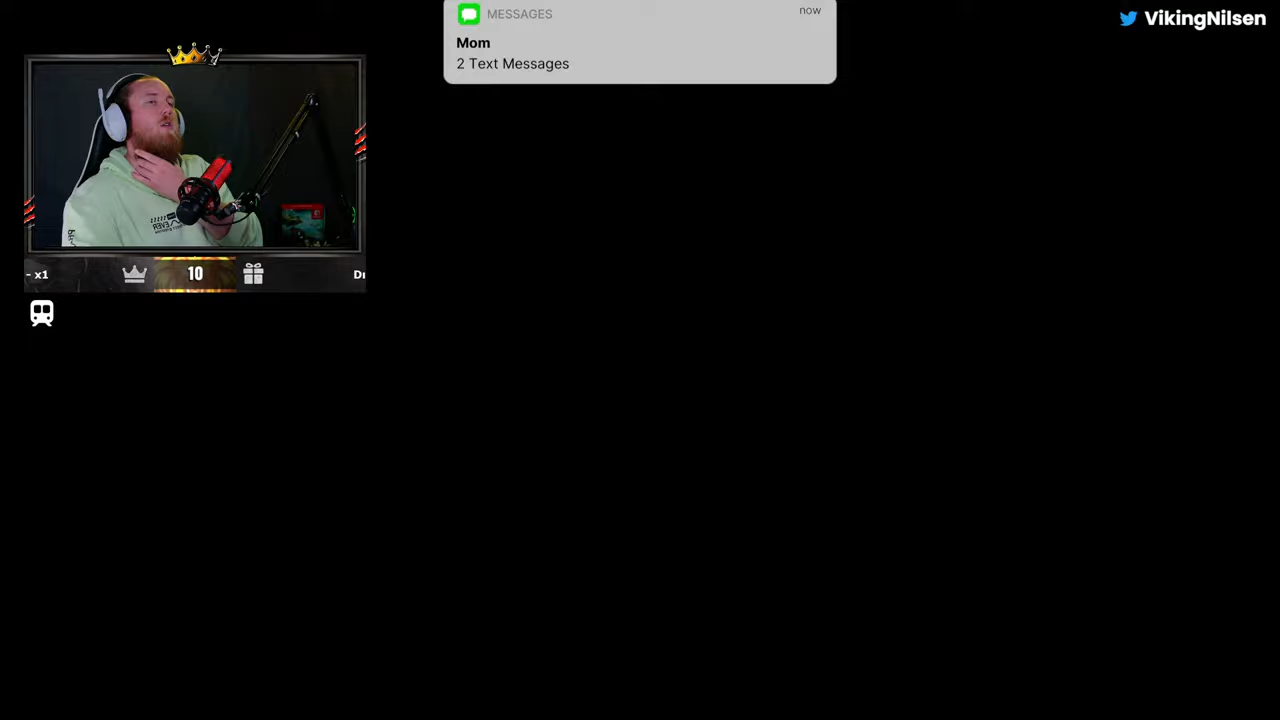 MESSAGES
now
Mom
2 Text Messages
VikingNilsen
- x1
10